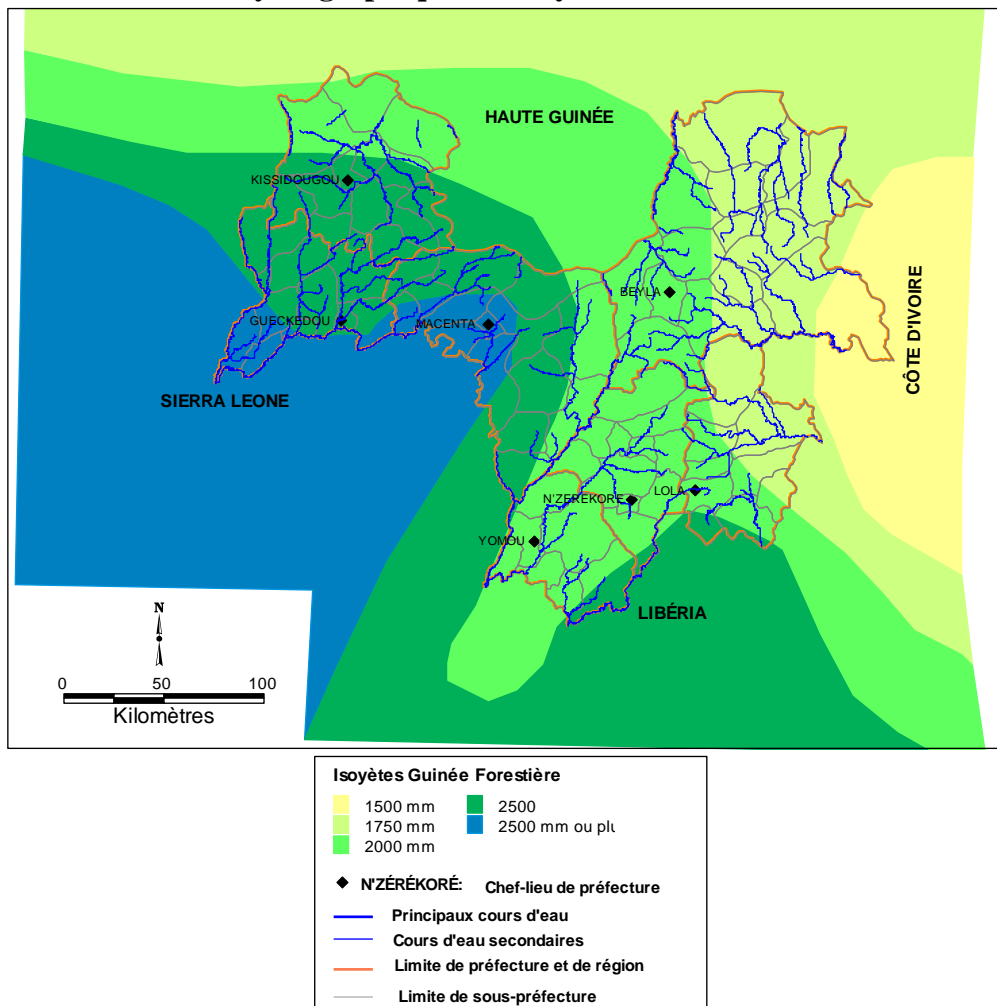 HAUTE GUINÉE
KISSIDOUGOU
BEYLA
GUECKEDOU
MACENTA
CÔTE D'IVOIRE
SIERRA LEONE
N'ZEREKORE
LOLA
YOMOU
LIBÉRIA
N
0 50 100
Kilomètres
Isoyètes Guinée Forestière
1500 mm
2500
1750 mm
2500 mm ou plu
2000 mm
N'ZÉRÉKORÉ: Chef-lieu de préfecture
Principaux cours d'eau
Cours d'eau secondaires
Limite de préfecture et de région
Limite de sous-préfecture